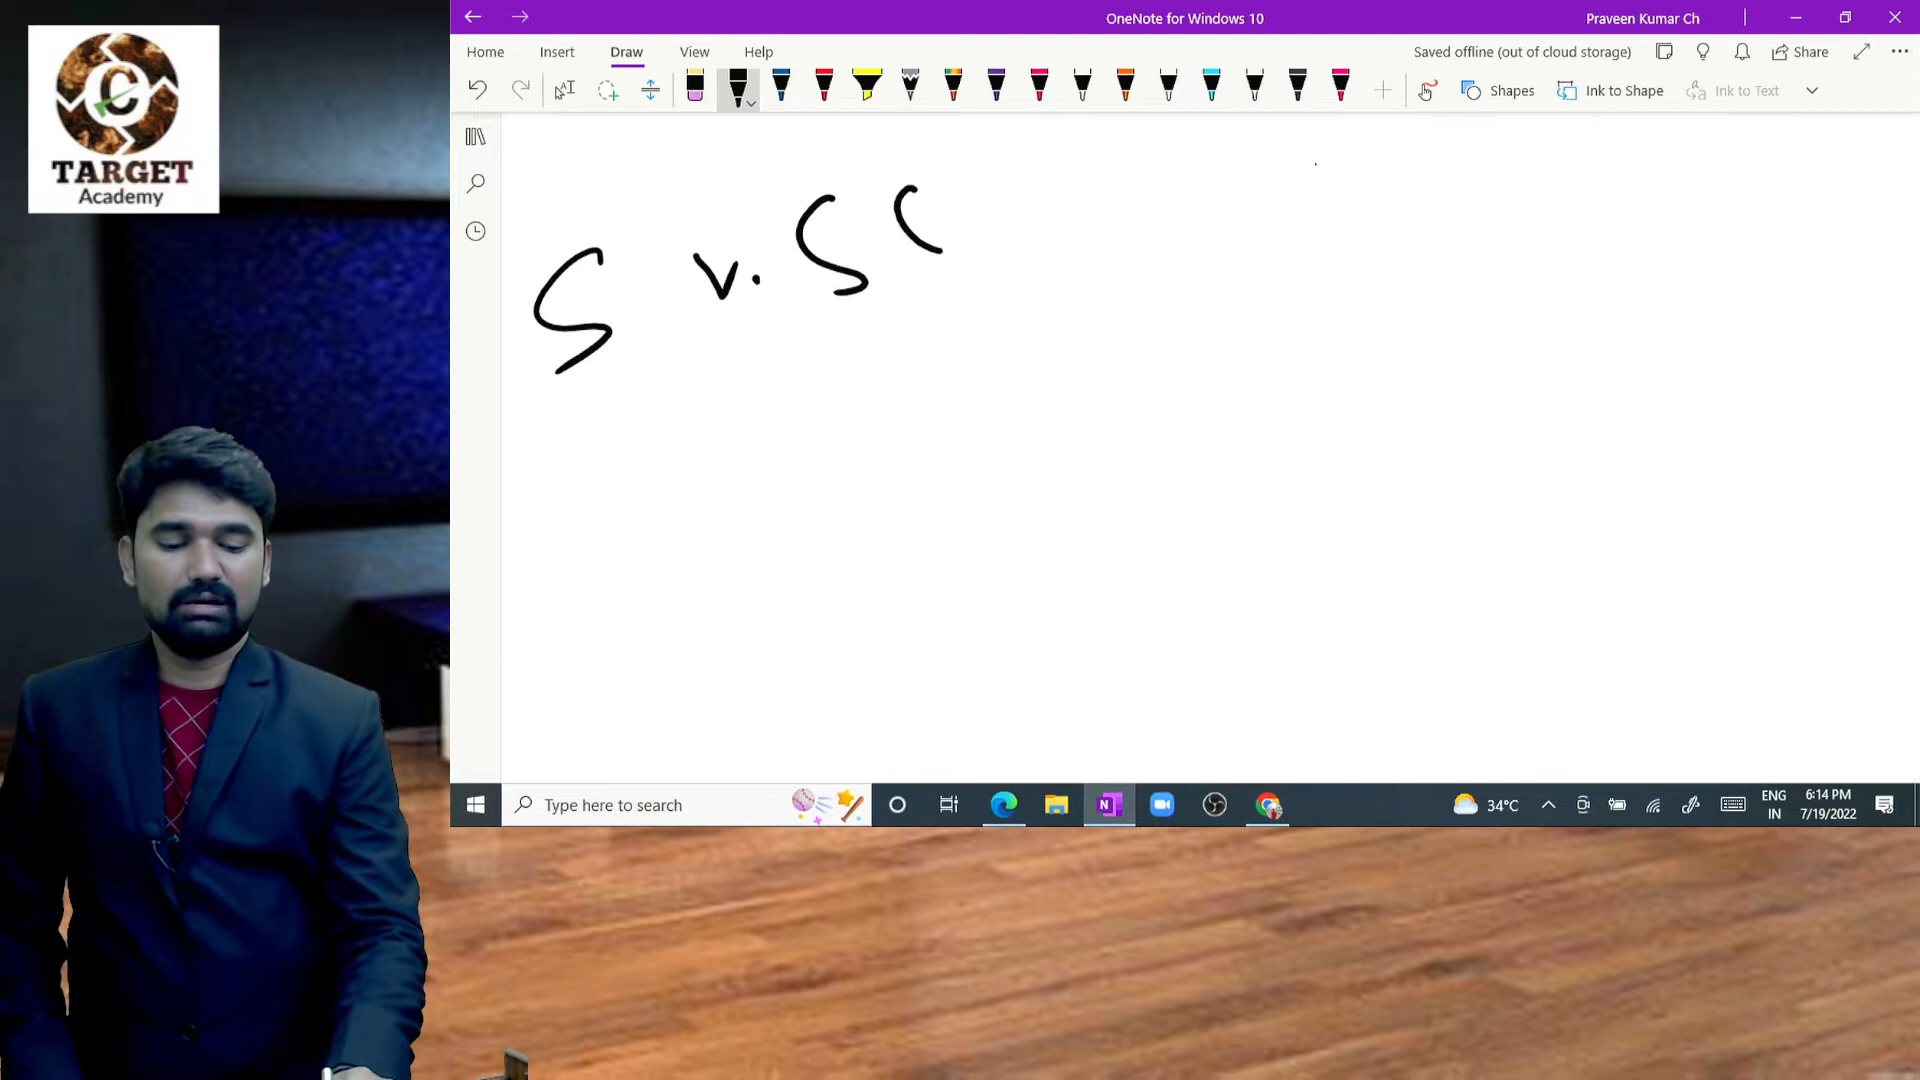 TARGET
Academy
OneNote for Windows 10
Praveen Kumar Ch
Home Insert Draw View Help
Saved offline (out of cloud storage)
Share
Shapes
Ink to Shape
Ink to Text
S v. S C
Type here to search
34°C
ENG
IN
6:14 PM
7/19/2022